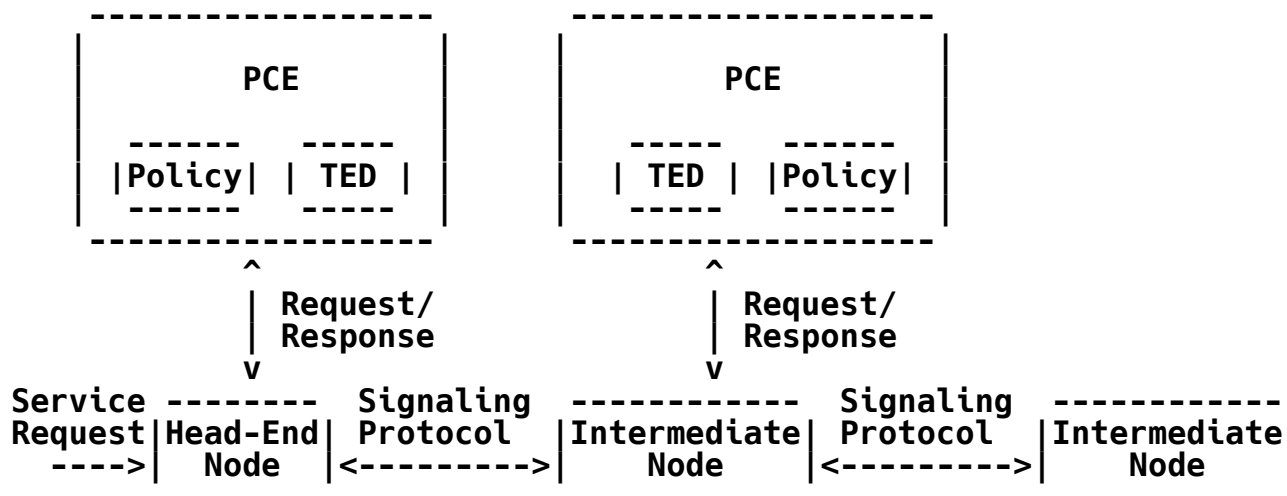 ------------------       -------------------
|                  |     |                   |
|        PCE       |     |        PCE        |
|                  |     |                   |
|  ------   -----  |     |   -----   ------  |
| |Policy| | TED | |     |  | TED | |Policy| |
|  ------   -----  |     |   -----   ------  |
 ------------------       -------------------
^ ^
| Request/ | Request/
| Response | Response
v v
Service -------- Signaling ------------ Signaling ------------
Request|Head-End| Protocol |Intermediate| Protocol |Intermediate
---->| Node |<--------->| Node |<--------->| Node